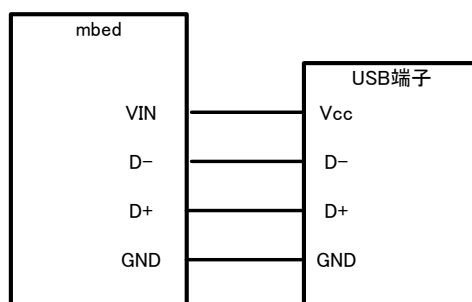 mbed
USB端子
VIN
Vcc
D-
D-
D+
D+
GND
GND